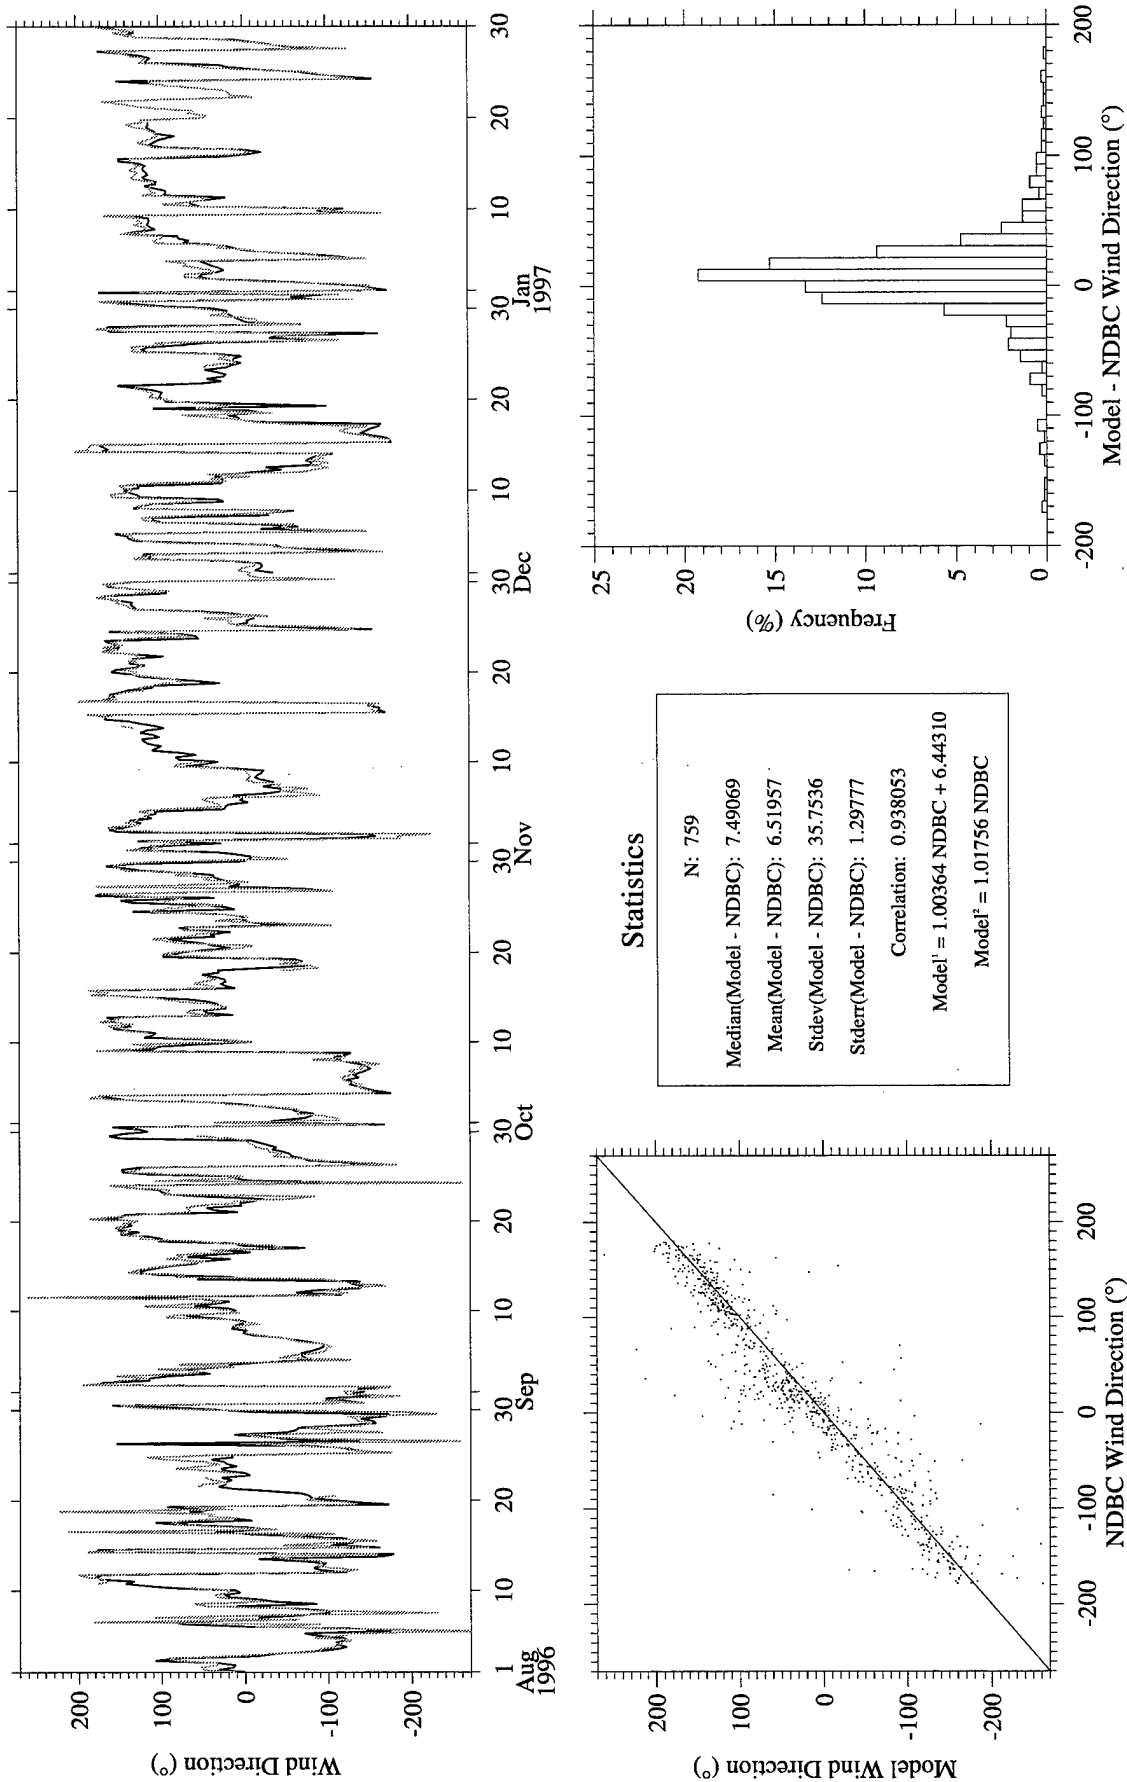 Wind Direction (°)
200
100
0
-100
-200
1
10
20
30
10
20
30
10
20
30
10
20
30
10
20
30
10
20
30
Aug
1996
Sep
Oct
Nov
Dec
Jan
1997
Model Wind Direction (°)
200
100
0
-100
-200
-200
-100
0
100
200
NDBC Wind Direction (°)
Statistics
N: 759
Median(Model - NDBC): 7.49069
Mean(Model - NDBC): 6.51957
Stdev(Model - NDBC): 35.7536
Stderr(Model - NDBC): 1.29777
Correlation: 0.938053
Model¹ = 1.00364 NDBC + 6.44310
Model² = 1.01756 NDBC
Frequency (%)
25
20
15
10
5
0
-200
-100
0
100
200
Model - NDBC Wind Direction (°)